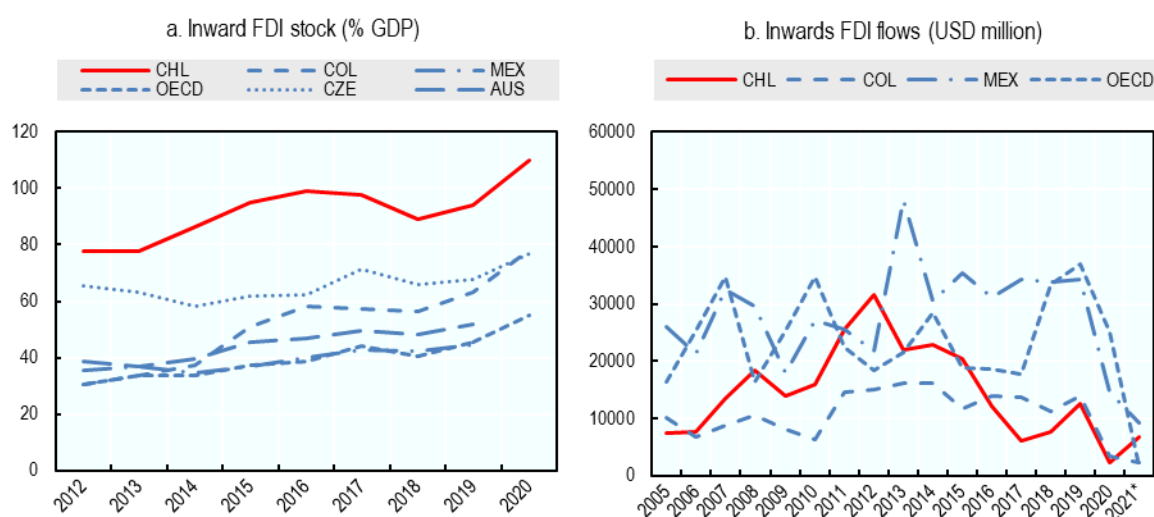 a. Inward FDI stock (% GDP)
CHL COL MEX
OECD CZE AUS
120
100
80
60
40
20
0
2012 2013 2014 2015 2016 2017 2018 2019 2020
b. Inwards FDI flows (USD million)
CHL COL MEX OECD
60000
50000
40000
30000
20000
10000
0
2005 2006 2007 2008 2009 2010 2011 2012 2013 2014 2015 2016 2017 2018 2019 2020 2021*